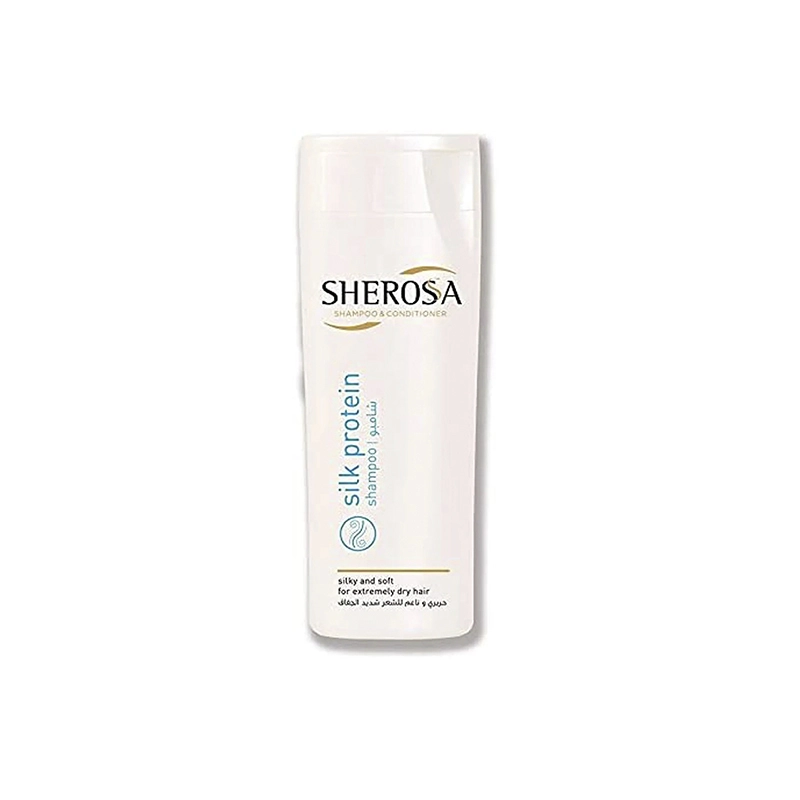 SHEROSA
SHAMPOO & CONDITIONER
silk protein
shampoo | شامبو
silky and soft
for extremely dry hair
حريري و ناعم للشعر شديد الجفاف